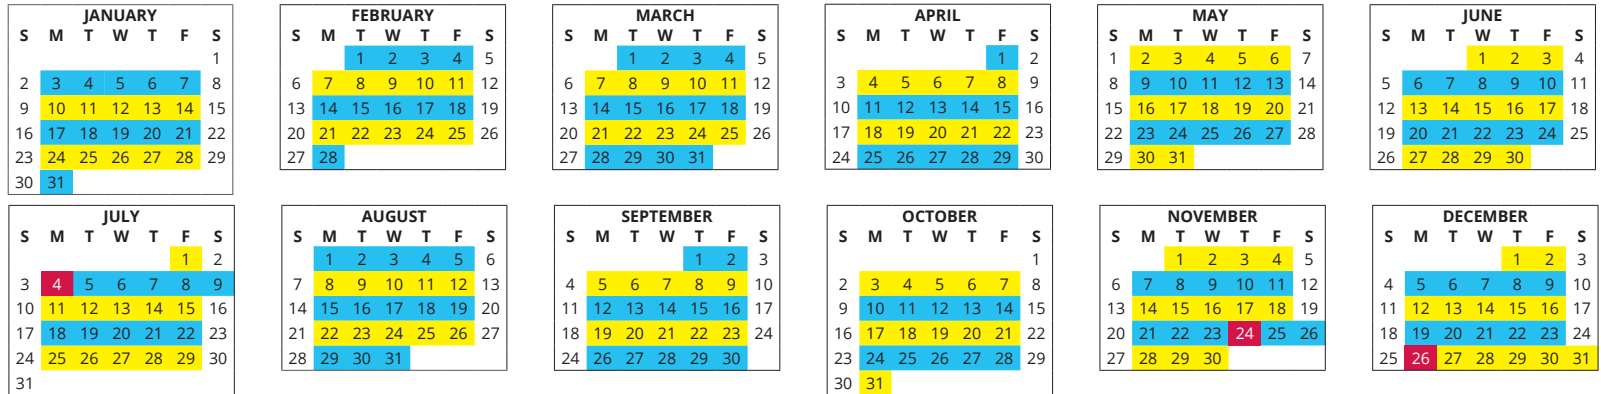 JANUARY
S M T W T F S
1
2 3 4 5 6 7 8
9 10 11 12 13 14 15
16 17 18 19 20 21 22
23 24 25 26 27 28 29
30 31
FEBRUARY
S M T W T F S
1 2 3 4 5
6 7 8 9 10 11 12
13 14 15 16 17 18 19
20 21 22 23 24 25 26
27 28
MARCH
S M T W T F S
1 2 3 4 5
6 7 8 9 10 11 12
13 14 15 16 17 18 19
20 21 22 23 24 25 26
27 28 29 30 31
APRIL
S M T W T F S
1 2
3 4 5 6 7 8 9
10 11 12 13 14 15 16
17 18 19 20 21 22 23
24 25 26 27 28 29 30
MAY
S M T W T F S
1 2 3 4 5 6 7
8 9 10 11 12 13 14
15 16 17 18 19 20 21
22 23 24 25 26 27 28
29 30 31
JUNE
S M T W T F S
1 2 3 4
5 6 7 8 9 10 11
12 13 14 15 16 17 18
19 20 21 22 23 24 25
26 27 28 29 30
JULY
S M T W T F S
1 2
3 4 5 6 7 8 9
10 11 12 13 14 15 16
17 18 19 20 21 22 23
24 25 26 27 28 29 30
31
AUGUST
S M T W T F S
1 2 3 4 5 6
7 8 9 10 11 12 13
14 15 16 17 18 19 20
21 22 23 24 25 26 27
28 29 30 31
SEPTEMBER
S M T W T F S
1 2 3
4 5 6 7 8 9 10
11 12 13 14 15 16 17
18 19 20 21 22 23 24
24 26 27 28 29 30
OCTOBER
S M T W T F S
1
2 3 4 5 6 7 8
9 10 11 12 13 14 15
16 17 18 19 20 21 22
23 24 25 26 27 28 29
30 31
NOVEMBER
S M T W T F S
1 2 3 4 5
6 7 8 9 10 11 12
13 14 15 16 17 18 19
20 21 22 23 24 25 26
27 28 29 30
DECEMBER
S M T W T F S
1 2 3
4 5 6 7 8 9 10
11 12 13 14 15 16 17
18 19 20 21 22 23 24
25 26 27 28 29 30 31